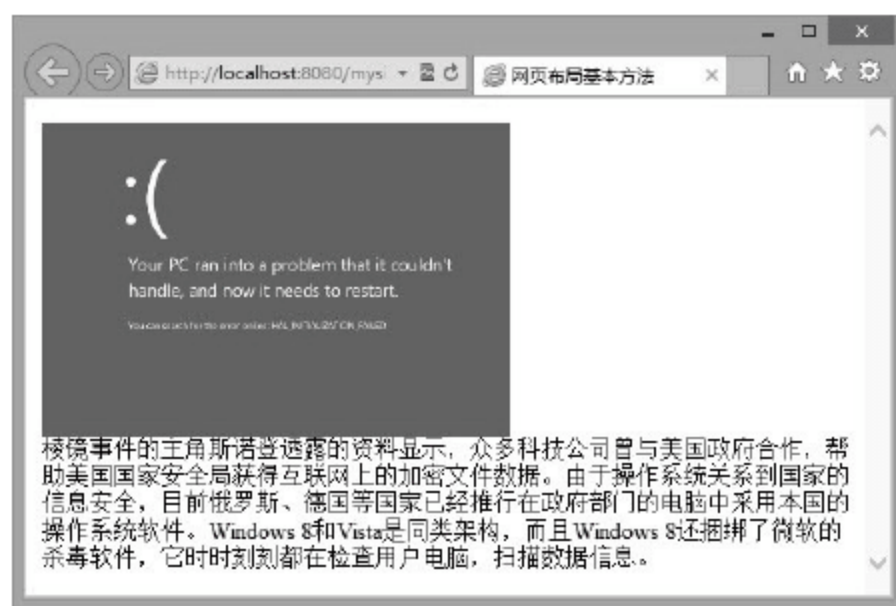 http://localhost:8080/mysi
网页布局基本方法
:(
Your PC ran into a problem that it couldn't
handle, and now it needs to restart.
You can search for the error online: HAL_INITIALIZATION_FAILED
棱镜事件的主角斯诺登透露的资料显示，众多科技公司曾与美国政府合作，帮
助美国国家安全局获得互联网上的加密文件数据。由于操作系统关系到国家的
信息安全，目前俄罗斯、德国等国家已经推行在政府部门的电脑中采用本国的
操作系统软件。Windows 8和Vista是同类架构，而且Windows 8还捆绑了微软的
杀毒软件，它时时刻刻都在检查用户电脑，扫描数据信息。